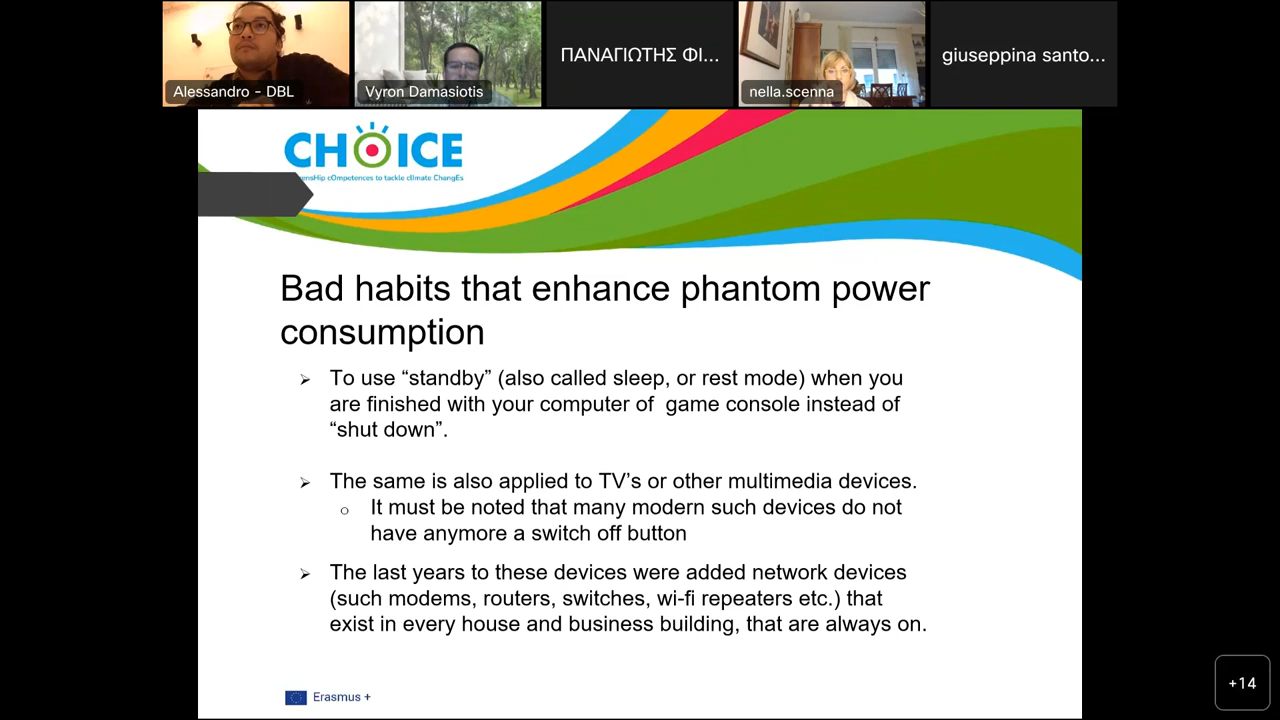 Alessandro - DBL
Vyron Damasiotis
ΠΑΝΑΓΙΩΤΗΣ ΦΙ...
nella.scenna
giuseppina santo...
CHOICE
ensHip cOmpetences to tackle clImate ChangEs
Bad habits that enhance phantom power
consumption
➢ To use “standby” (also called sleep, or rest mode) when you
are finished with your computer of game console instead of
“shut down”.
➢ The same is also applied to TV’s or other multimedia devices.
○ It must be noted that many modern such devices do not
have anymore a switch off button
➢ The last years to these devices were added network devices
(such modems, routers, switches, wi-fi repeaters etc.) that
exist in every house and business building, that are always on.
Erasmus +
+14